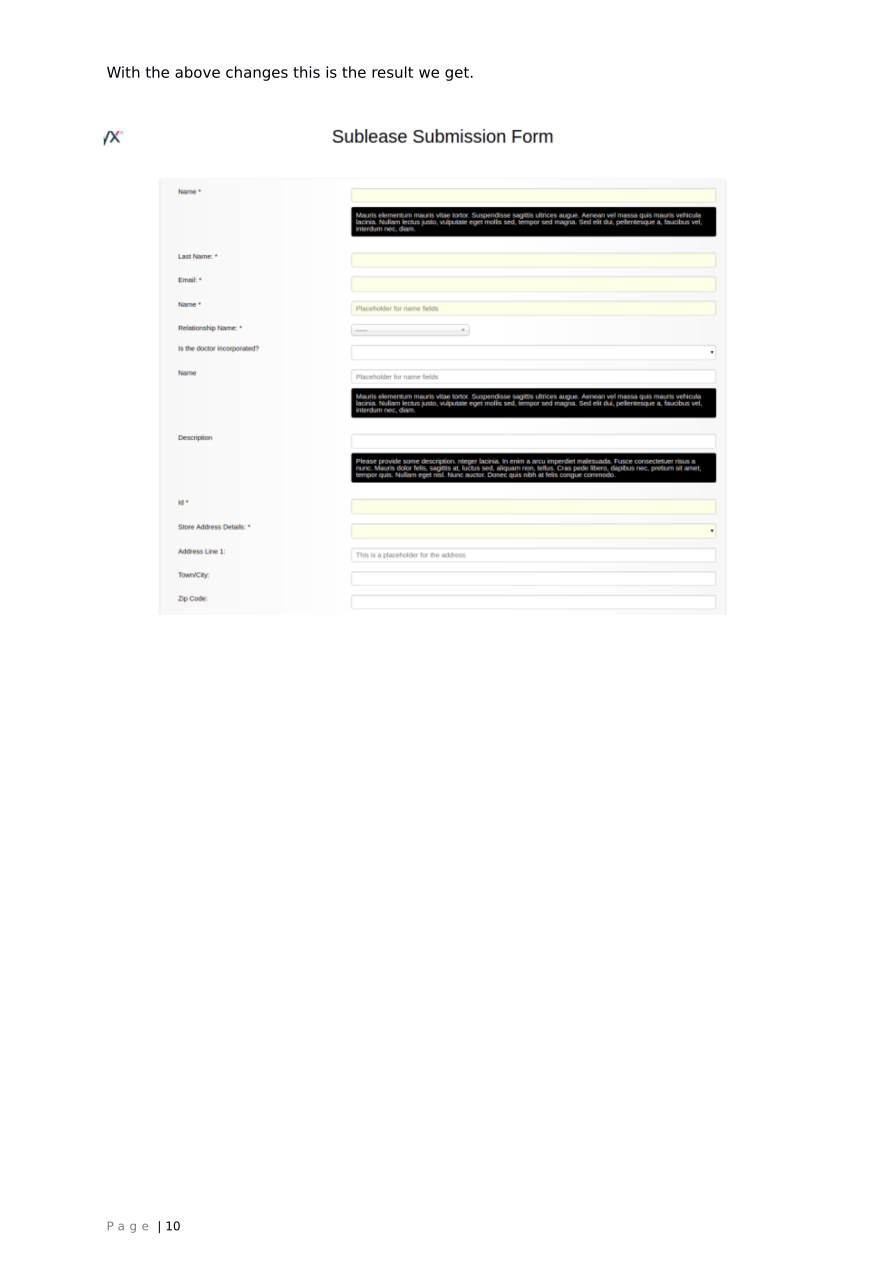 With the above changes this is the result we get.
Sublease Submission Form
Name *
Mauris elementum mauris vitae tortor. Suspendisse sagittis ultrices augue. Aenean vel massa quis mauris vehicula
lacinia. Nullam lectus justo, vulputate eget mollis sed, tempor sed magna. Sed elit dui, pellentesque a, faucibus vel,
interdum nec, diam.
Last Name: *
Email: *
Name *
Placeholder for name fields
Relationship Name: *
-----
Is the doctor incorporated?
Name
Placeholder for name fields
Mauris elementum mauris vitae tortor. Suspendisse sagittis ultrices augue. Aenean vel massa quis mauris vehicula
lacinia. Nullam lectus justo, vulputate eget mollis sed, tempor sed magna. Sed elit dui, pellentesque a, faucibus vel,
interdum nec, diam.
Description
Please provide some description. nteger lacinia. In enim a arcu imperdiet malesuada. Fusce consectetuer risus a
nunc. Mauris dolor felis, sagittis at, luctus sed, aliquam non, tellus. Cras pede libero, dapibus nec, pretium sit amet,
tempor quis. Nullam eget nisl. Nunc auctor. Donec quis nibh at felis congue commodo.
Id *
Store Address Details: *
Address Line 1:
This is a placeholder for the address
Town/City:
Zip Code:
Page | 10